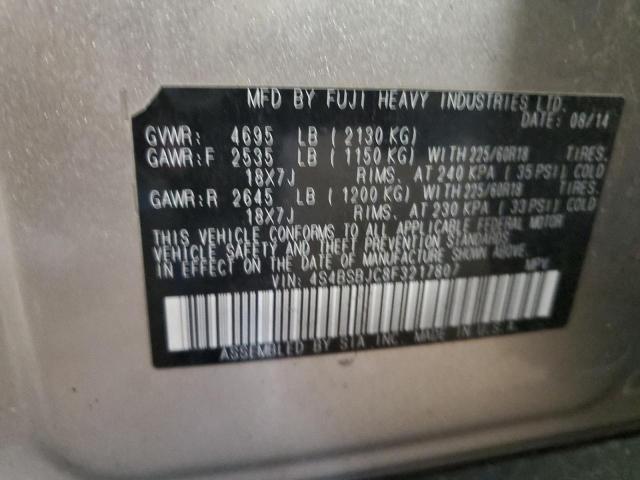 MFD BY FUJI HEAVY INDUSTRIES LTD.
DATE: 08/14
GVWR: 4695 LB ( 2130 KG)
GAWR:F 2535 LB ( 1150 KG) WITH 225/60R18 TIRES.
18X7J RIMS. AT 240 KPA ( 35 PSI) COLD
GAWR:R 2645 LB ( 1200 KG) WITH 225/60R18 TIRES.
18X7J RIMS. AT 230 KPA ( 33 PSI) COLD
THIS VEHICLE CONFORMS TO ALL APPLICABLE FEDERAL MOTOR
VEHICLE SAFETY AND THEFT PREVENTION STANDARDS
IN EFFECT ON THE DATE OF MANUFACTURE SHOWN ABOVE.
VIN: 4S4BSBJC8F3217807 MPV
ASSEMBLED BY SIA INC. MADE IN U.S.A.